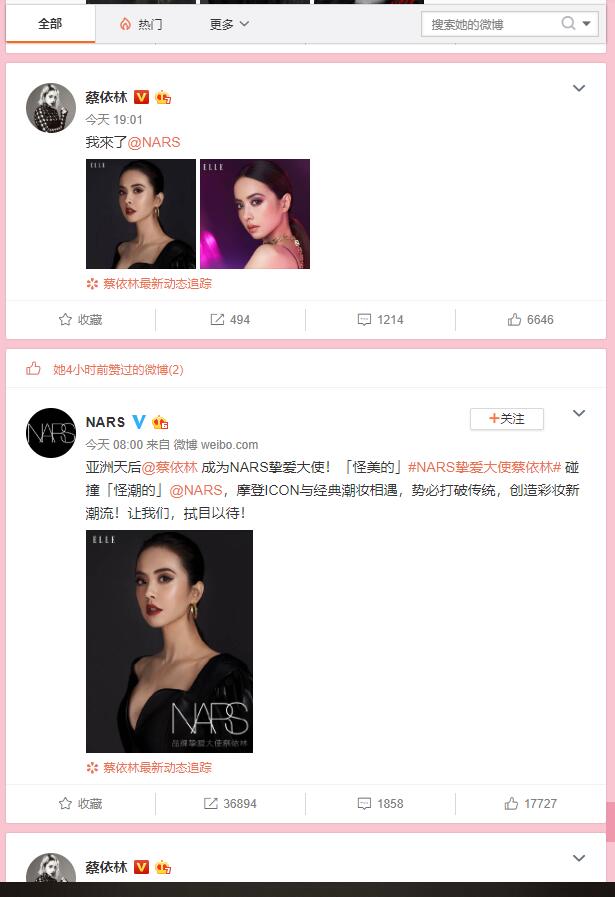 全部
热门
更多
搜索她的微博
蔡依林
今天 19:01
我來了@NARS
ELLE
ELLE
蔡依林最新动态追踪
收藏
494
1214
6646
她4小时前赞过的微博(2)
NARS
NARS
+关注
今天 08:00 来自 微博 weibo.com
亚洲天后@蔡依林 成为NARS挚爱大使！「怪美的」#NARS挚爱大使蔡依林# 碰
撞「怪潮的」@NARS，摩登ICON与经典潮妆相遇，势必打破传统，创造彩妆新
潮流！让我们，拭目以待！
ELLE
NARS
品牌挚爱大使蔡依林
蔡依林最新动态追踪
收藏
36894
1858
17727
蔡依林